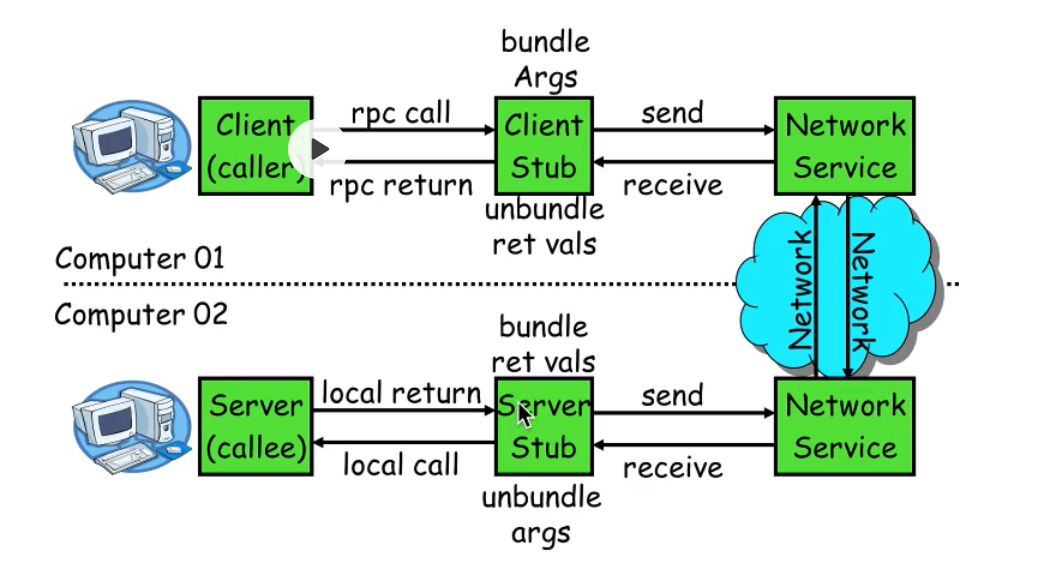 bundle
Args
Client
(caller)
rpc call
rpc return
Client
Stub
send
receive
Network
Service
unbundle
ret vals
Computer 01
Network
Network
Computer 02
bundle
ret vals
Server
(callee)
local return
local call
Server
Stub
send
receive
Network
Service
unbundle
args